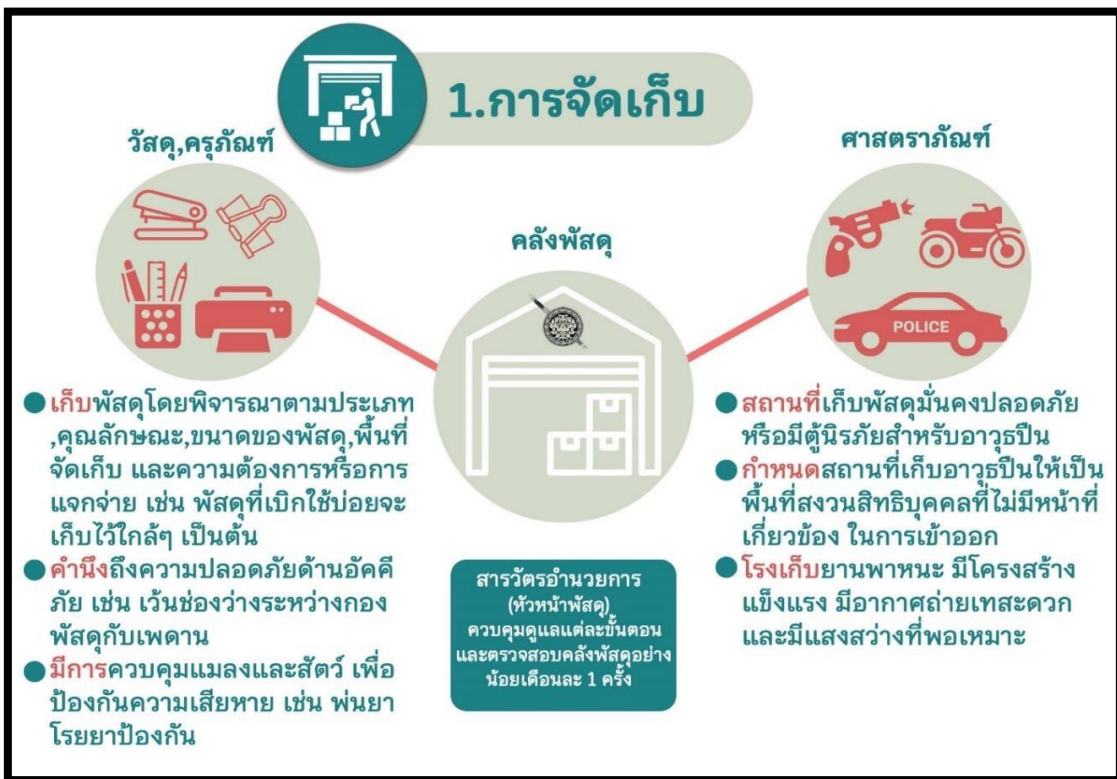 1.การจัดเก็บ
วัสดุ,ครุภัณฑ์
เก็บพัสดุโดยพิจารณาตามประเภท
,คุณลักษณะ,ขนาดของพัสดุ,พื้นที่
จัดเก็บ และความต้องการหรือการ
แจกจ่าย เช่น พัสดุที่เบิกใช้บ่อยจะ
เก็บไว้ใกล้ๆ เป็นต้น
คำนึงถึงความปลอดภัยด้านอัคคี
ภัย เช่น เว้นช่องว่างระหว่างกอง
พัสดุกับเพดาน
มีการควบคุมแมลงและสัตว์ เพื่อ
ป้องกันความเสียหาย เช่น พ่นยา
โรยยาป้องกัน
คลังพัสดุ
สารวัตรอำนวยการ
(หัวหน้าพัสดุ)
ควบคุมดูแลแต่ละขั้นตอน
และตรวจสอบคลังพัสดุอย่าง
น้อยเดือนละ 1 ครั้ง
ศาสตราภัณฑ์
POLICE
สถานที่เก็บพัสดุมั่นคงปลอดภัย
หรือมีตู้นิรภัยสำหรับอาวุธปืน
กำหนดสถานที่เก็บอาวุธปืนให้เป็น
พื้นที่สงวนสิทธิบุคคลที่ไม่มีหน้าที่
เกี่ยวข้อง ในการเข้าออก
โรงเก็บยานพาหนะ มีโครงสร้าง
แข็งแรง มีอากาศถ่ายเทสะดวก
และมีแสงสว่างที่พอเหมาะ